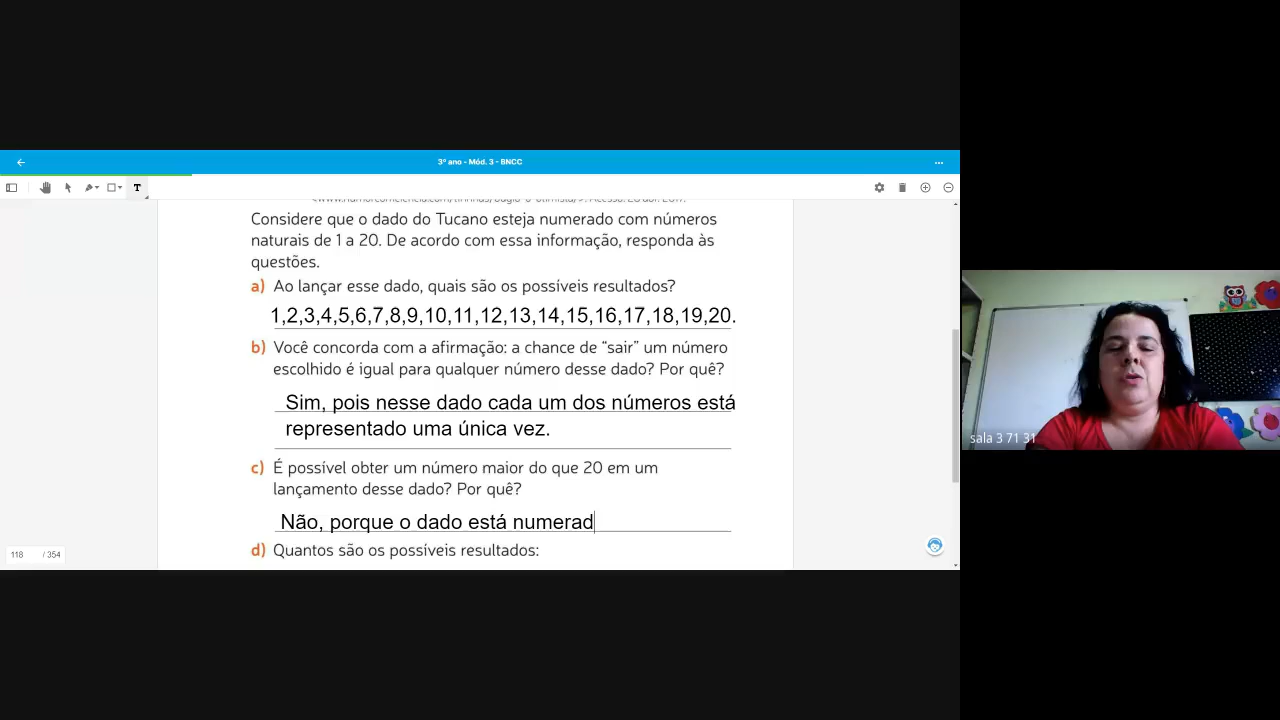 3º ano - Mód. 3 - BNCC
T
Considere que o dado do Tucano esteja numerado com números
naturais de 1 a 20. De acordo com essa informação, responda às
questões.
a) Ao lançar esse dado, quais são os possíveis resultados?
1,2,3,4,5,6,7,8,9,10,11,12,13,14,15,16,17,18,19,20.
b) Você concorda com a afirmação: a chance de “sair” um número
escolhido é igual para qualquer número desse dado? Por quê?
Sim, pois nesse dado cada um dos números está
representado uma única vez.
c) É possível obter um número maior do que 20 em um
lançamento desse dado? Por quê?
Não, porque o dado está numerad
d) Quantos são os possíveis resultados:
118 / 354
sala 3 71 31